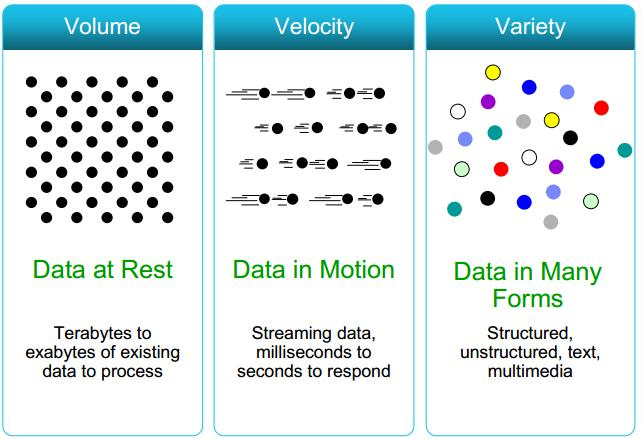 Volume
Data at Rest
Terabytes to
exabytes of existing
data to process
Velocity
Data in Motion
Streaming data,
milliseconds to
seconds to respond
Variety
Data in Many
Forms
Structured,
unstructured, text,
multimedia